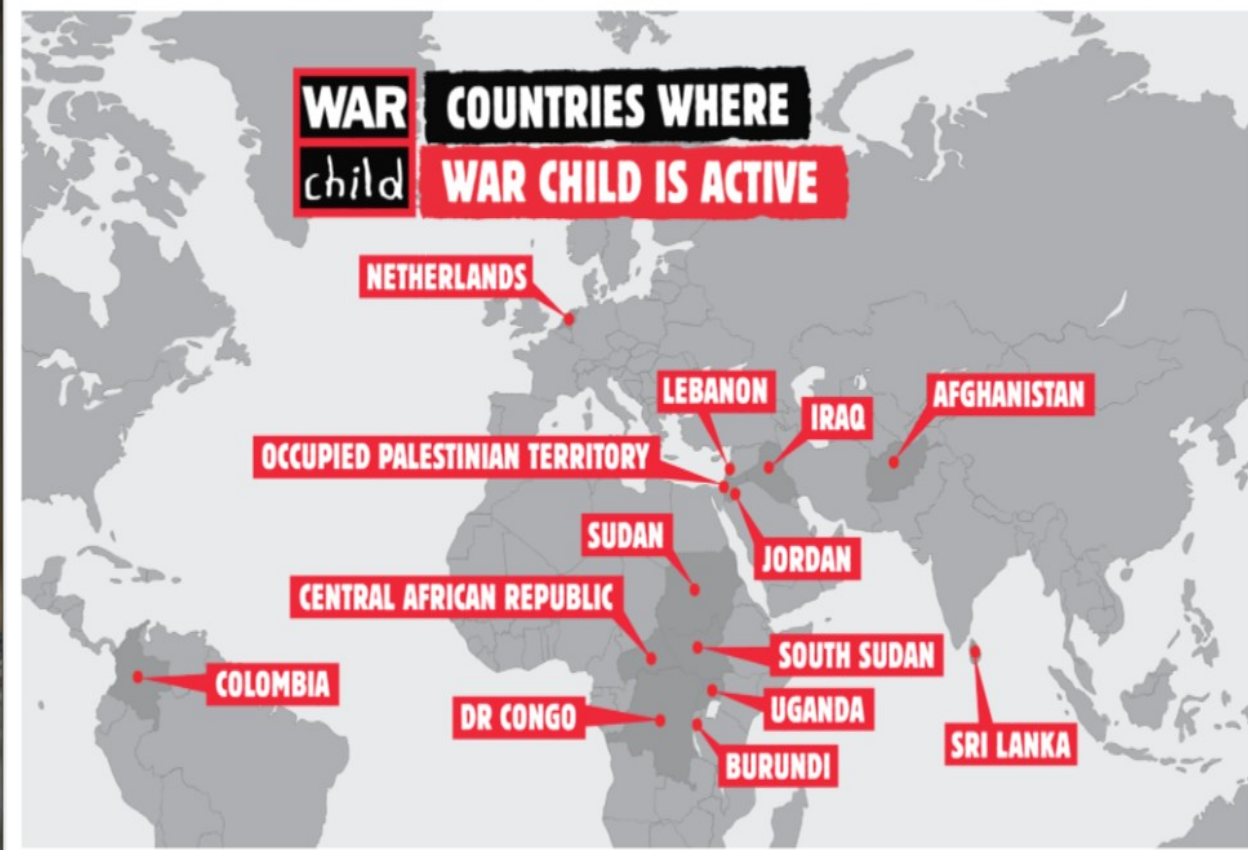 WAR
child
COUNTRIES WHERE
WAR CHILD IS ACTIVE
NETHERLANDS
LEBANON
IRAQ
AFGHANISTAN
OCCUPIED PALESTINIAN TERRITORY
SUDAN
JORDAN
CENTRAL AFRICAN REPUBLIC
SOUTH SUDAN
COLOMBIA
DR CONGO
UGANDA
BURUNDI
SRI LANKA